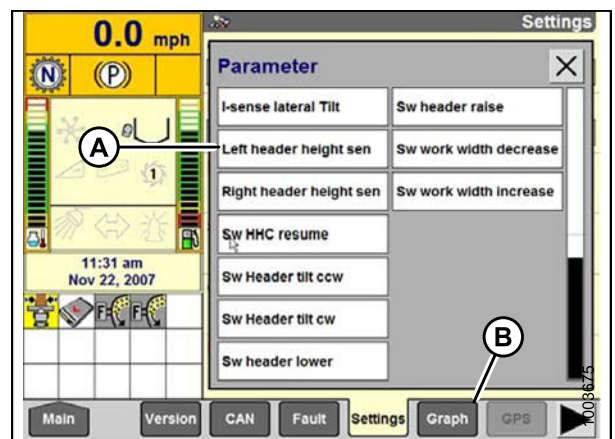 0.0 mph
Settings
N
(P)
Parameter
X
I-sense lateral Tilt
Sw header raise
A
Left header height sen
Sw work width decrease
1
Right header height sen
Sw work width increase
Sw HHC resume
11:31 am
Nov 22, 2007
Sw Header tilt ccw
F
F
Sw Header tilt cw
B
Sw header lower
1003675
Main
Version
CAN
Fault
Settings
Graph
GPS